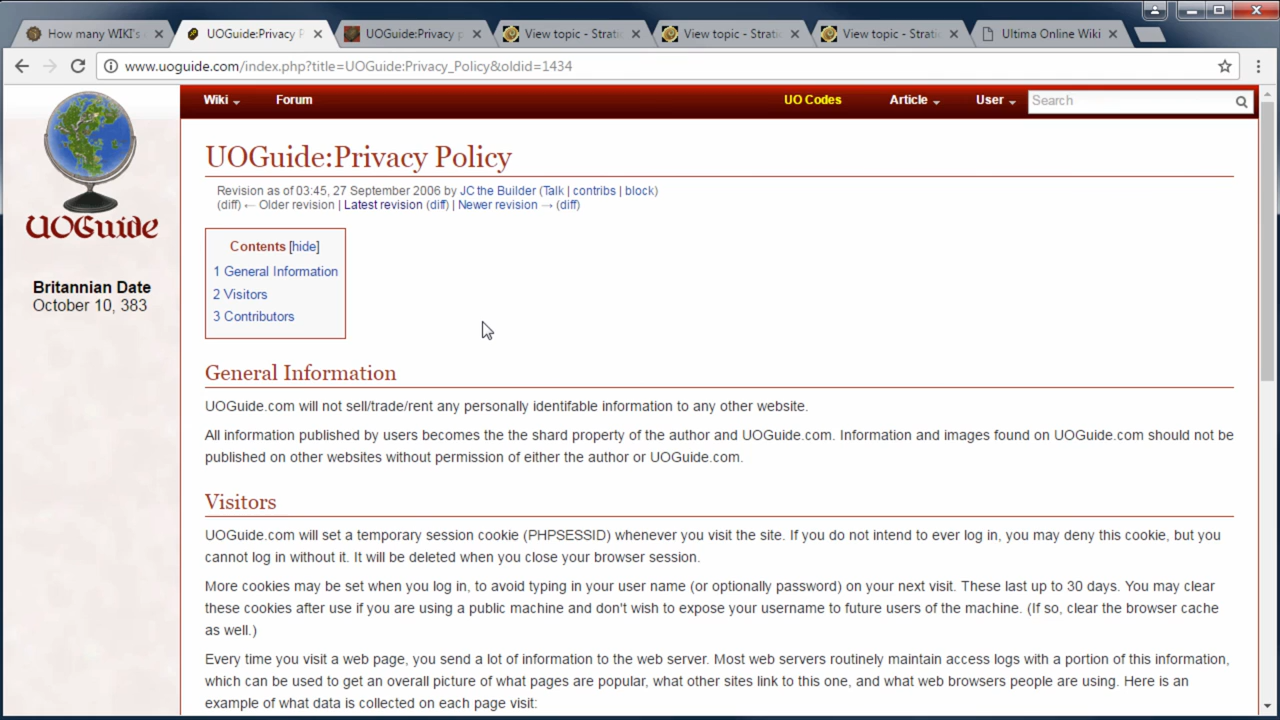 How many WIKI's
UOGuide:Privacy P
UOGuide:Privacy p
View topic - Strati
View topic - Strati
View topic - Strati
Ultima Online Wiki
www.uoguide.com/index.php?title=UOGuide:Privacy_Policy&oldid=1434
Wiki
Forum
UO Codes
Article
User
Search
UOGuide
Britannian Date
October 10, 383
UOGuide:Privacy Policy
Revision as of 03:45, 27 September 2006 by JC the Builder (Talk | contribs | block)
(diff) ← Older revision | Latest revision (diff) | Newer revision → (diff)
Contents [hide]
1 General Information
2 Visitors
3 Contributors
General Information
UOGuide.com will not sell/trade/rent any personally identifable information to any other website.
All information published by users becomes the the shard property of the author and UOGuide.com. Information and images found on UOGuide.com should not be
published on other websites without permission of either the author or UOGuide.com.
Visitors
UOGuide.com will set a temporary session cookie (PHPSESSID) whenever you visit the site. If you do not intend to ever log in, you may deny this cookie, but you
cannot log in without it. It will be deleted when you close your browser session.
More cookies may be set when you log in, to avoid typing in your user name (or optionally password) on your next visit. These last up to 30 days. You may clear
these cookies after use if you are using a public machine and don't wish to expose your username to future users of the machine. (If so, clear the browser cache
as well.)
Every time you visit a web page, you send a lot of information to the web server. Most web servers routinely maintain access logs with a portion of this information,
which can be used to get an overall picture of what pages are popular, what other sites link to this one, and what web browsers people are using. Here is an
example of what data is collected on each page visit: